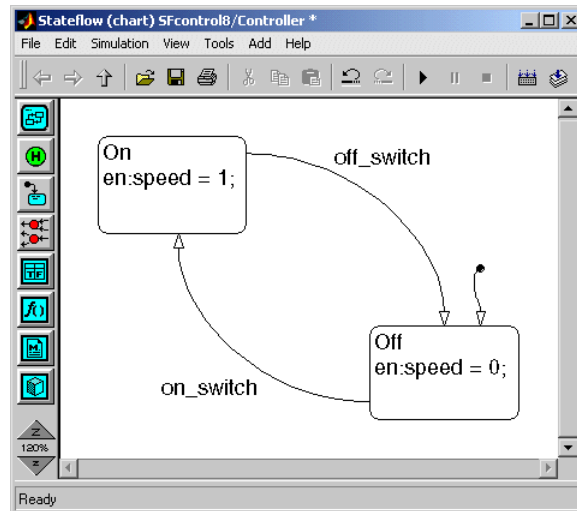 Stateflow (chart) SFcontrol8/Controller *
File Edit Simulation View Tools Add Help
On
en:speed = 1;
off_switch
Off
en:speed = 0;
on_switch
H
TF
f()
M
Z
120%
z
Ready